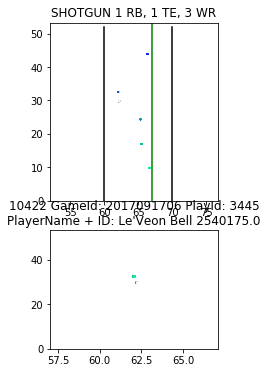 SHOTGUN 1 RB, 1 TE, 3 WR
50
40
30
20
10
0
55 60 65 70 75
10422 GameId: 2017091706 PlayId: 3445
PlayerName + ID: Le'Veon Bell 2540175.0
40
20
0
57.5 60.0 62.5 65.0